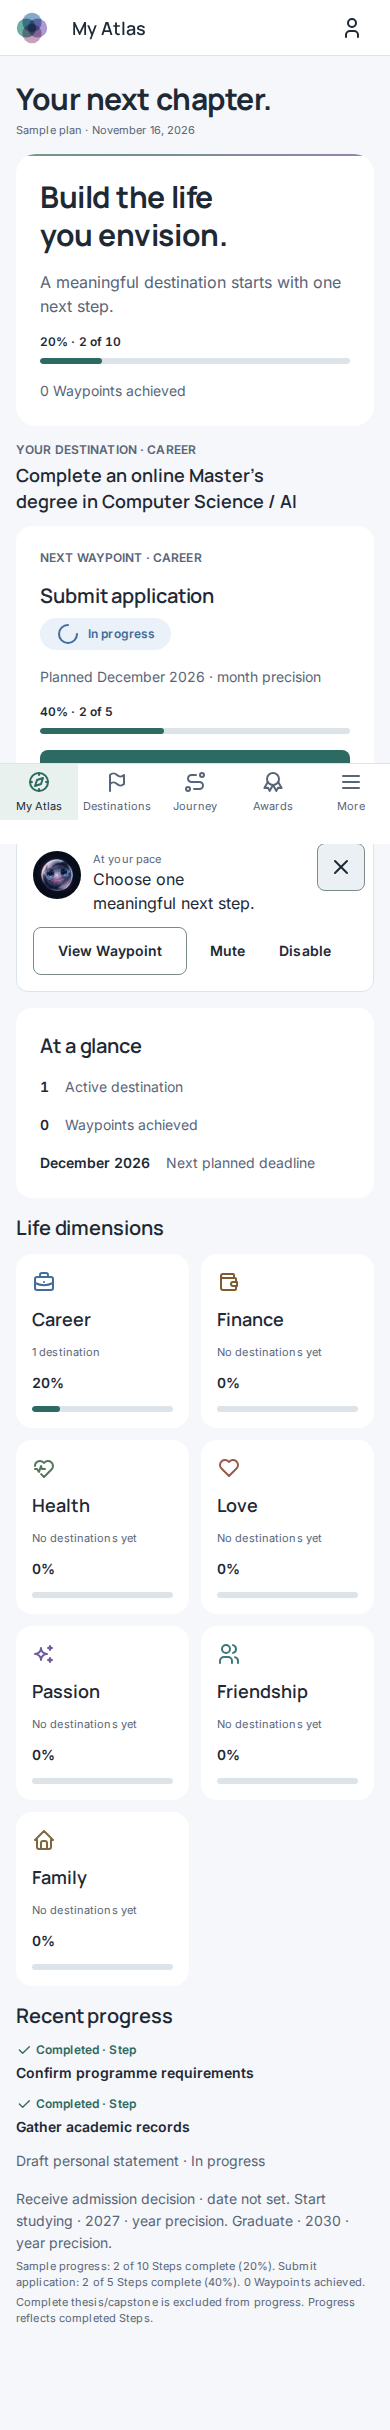 My Atlas
Your next chapter.
Sample plan · November 16, 2026
Build the life
you envision.
A meaningful destination starts with one
next step.
20% · 2 of 10
0 Waypoints achieved
YOUR DESTINATION · CAREER
Complete an online Master's
degree in Computer Science / AI
NEXT WAYPOINT · CAREER
Submit application
In progress
Planned December 2026 · month precision
40% · 2 of 5
My Atlas
Destinations
Journey
Awards
More
At your pace
Choose one
meaningful next step.
View Waypoint
Mute
Disable
At a glance
1 Active destination
0 Waypoints achieved
December 2026 Next planned deadline
Life dimensions
Career
1 destination
20%
Finance
No destinations yet
0%
Health
No destinations yet
0%
Love
No destinations yet
0%
Passion
No destinations yet
0%
Friendship
No destinations yet
0%
Family
No destinations yet
0%
Recent progress
Completed · Step
Confirm programme requirements
Completed · Step
Gather academic records
Draft personal statement · In progress
Receive admission decision · date not set. Start
studying · 2027 · year precision. Graduate · 2030 ·
year precision.
Sample progress: 2 of 10 Steps complete (20%). Submit
application: 2 of 5 Steps complete (40%). 0 Waypoints achieved.
Complete thesis/capstone is excluded from progress. Progress
reflects completed Steps.